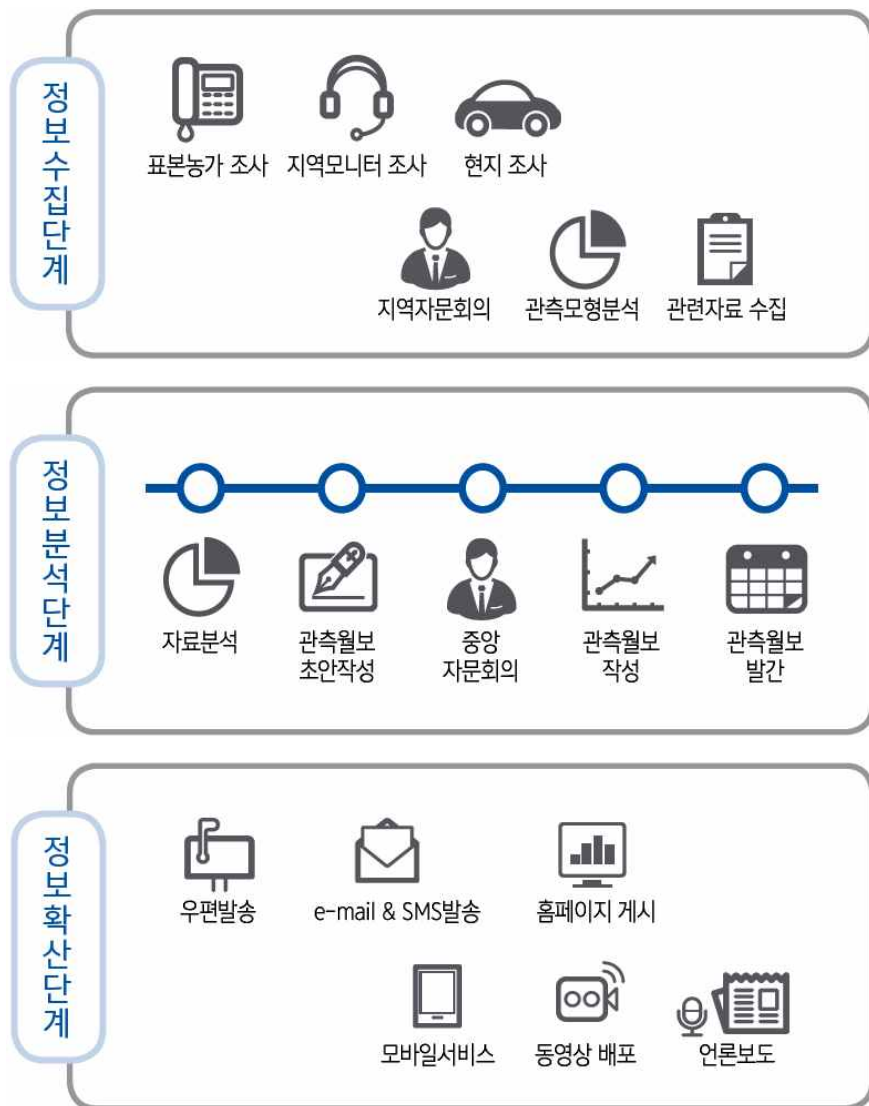 정보수집단계
표본농가 조사
지역모니터 조사
현지 조사
지역자문회의
관측모형분석
관련자료 수집
정보분석단계
자료분석
관측월보
초안작성
중앙
자문회의
관측월보
작성
관측월보
발간
정보확산단계
우편발송
e-mail & SMS발송
홈페이지 게시
모바일서비스
동영상 배포
언론보도